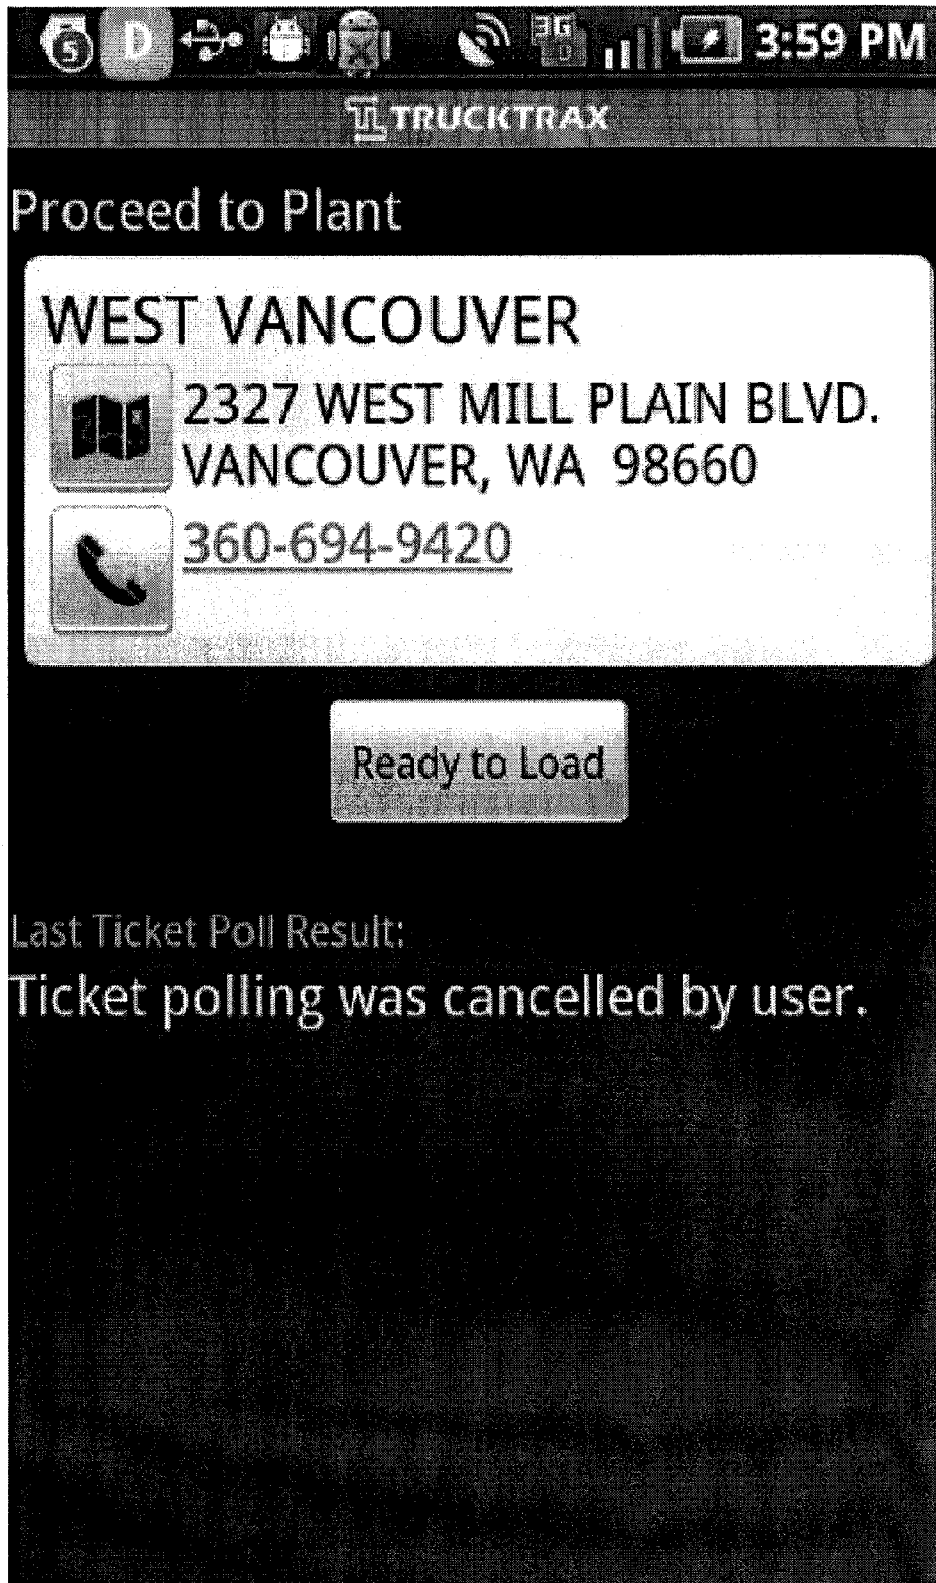 3G 3:59 PM
TRUCKTRAX
Proceed to Plant
WEST VANCOUVER
2327 WEST MILL PLAIN BLVD.
VANCOUVER, WA 98660
360-694-9420
Ready to Load
Last Ticket Poll Result:
Ticket polling was cancelled by user.